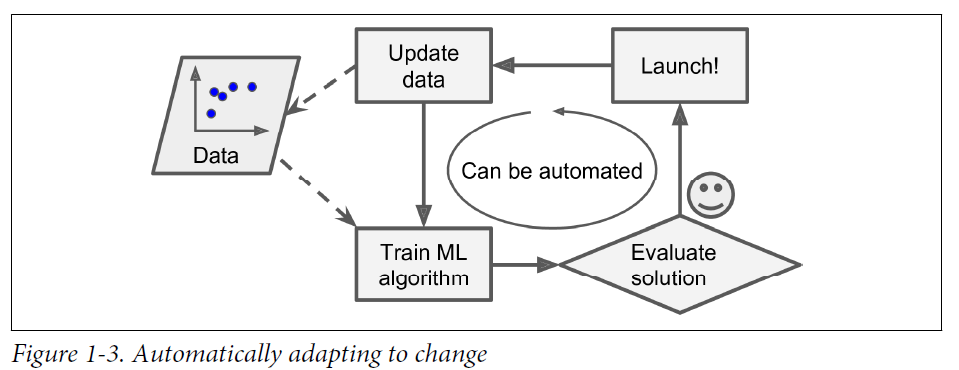 Update
data
Launch!
Data
Can be automated
Train ML
algorithm
Evaluate
solution
Figure 1-3. Automatically adapting to change